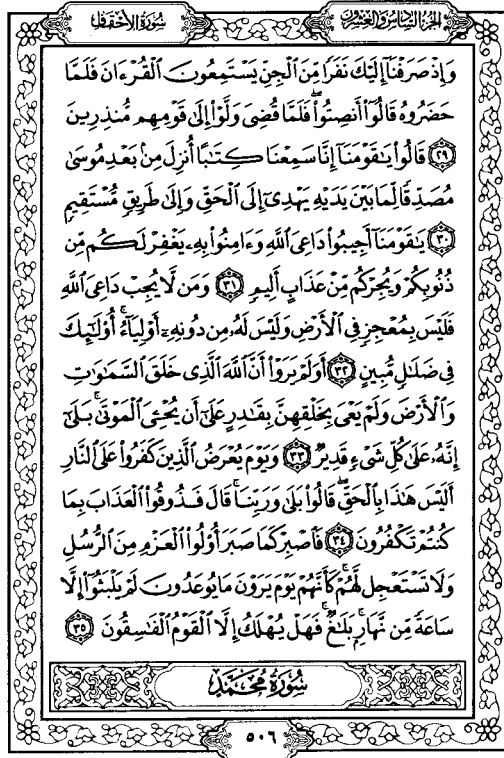 الجزء السادس والعشرون
سورة الأحقاف
وَإِذْ صَرَفْنَآ إِلَيْكَ نَفَرًا مِّنَ ٱلْجِنِّ يَسْتَمِعُونَ ٱلْقُرْءَانَ فَلَمَّا
حَضَرُوهُ قَالُوٓا۟ أَنصِتُوا۟ ۖ فَلَمَّا قُضِىَ وَلَّوْا۟ إِلَىٰ قَوْمِهِم مُّنذِرِينَ
٢٩ قَالُوا۟ يَٰقَوْمَنَآ إِنَّا سَمِعْنَا كِتَٰبًا أُنزِلَ مِنۢ بَعْدِ مُوسَىٰ
مُصَدِّقًا لِّمَا بَيْنَ يَدَيْهِ يَهْدِىٓ إِلَى ٱلْحَقِّ وَإِلَىٰ طَرِيقٍ مُّسْتَقِيمٍ
٣٠ يَٰقَوْمَنَآ أَجِيبُوا۟ دَاعِىَ ٱللَّهِ وَءَامِنُوا۟ بِهِۦ يَغْفِرْ لَكُم مِّن
ذُنُوبِكُمْ وَيُجِرْكُم مِّنْ عَذَابٍ أَلِيمٍ ٣١ وَمَن لَّا يُجِبْ دَاعِىَ ٱللَّهِ
فَلَيْسَ بِمُعْجِزٍ فِى ٱلْأَرْضِ وَلَيْسَ لَهُۥ مِن دُونِهِۦٓ أَوْلِيَآءُ ۚ أُو۟لَٰٓئِكَ
فِى ضَلَٰلٍ مُّبِينٍ ٣٢ أَوَلَمْ يَرَوْا۟ أَنَّ ٱللَّهَ ٱلَّذِى خَلَقَ ٱلسَّمَٰوَٰتِ
وَٱلْأَرْضَ وَلَمْ يَعْىَ بِخَلْقِهِنَّ بِقَٰدِرٍ عَلَىٰٓ أَن يُحْۦِىَ ٱلْمَوْتَىٰ ۚ بَلَىٰٓ
إِنَّهُۥ عَلَىٰ كُلِّ شَىْءٍ قَدِيرٌ ٣٣ وَيَوْمَ يُعْرَضُ ٱلَّذِينَ كَفَرُوا۟ عَلَى ٱلنَّارِ
أَلَيْسَ هَٰذَا بِٱلْحَقِّ ۖ قَالُوا۟ بَلَىٰ وَرَبِّنَا ۚ قَالَ فَذُوقُوا۟ ٱلْعَذَابَ بِمَا
كُنتُمْ تَكْفُرُونَ ٣٤ فَٱصْبِرْ كَمَا صَبَرَ أُو۟لُوا۟ ٱلْعَزْمِ مِنَ ٱلرُّسُلِ
وَلَا تَسْتَعْجِل لَّهُمْ ۚ كَأَنَّهُمْ يَوْمَ يَرَوْنَ مَا يُوعَدُونَ لَمْ يَلْبَثُوٓا۟ إِلَّا
سَاعَةً مِّن نَّهَارٍۭ ۚ بَلَٰغٌ ۚ فَهَلْ يُهْلَكُ إِلَّا ٱلْقَوْمُ ٱلْفَٰسِقُونَ ٣٥
سُورَةُ مُحَمَّدٍ
٥٠٦